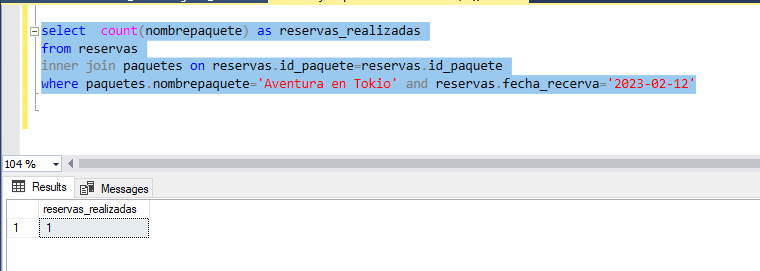 select  count(nombrepaquete) as reservas_realizadas
from reservas
inner join paquetes on reservas.id_paquete=reservas.id_paquete
where paquetes.nombrepaquete='Aventura en Tokio' and reservas.fecha_recerva='2023-02-12'
104 %
Results Messages
reservas_realizadas
1 1